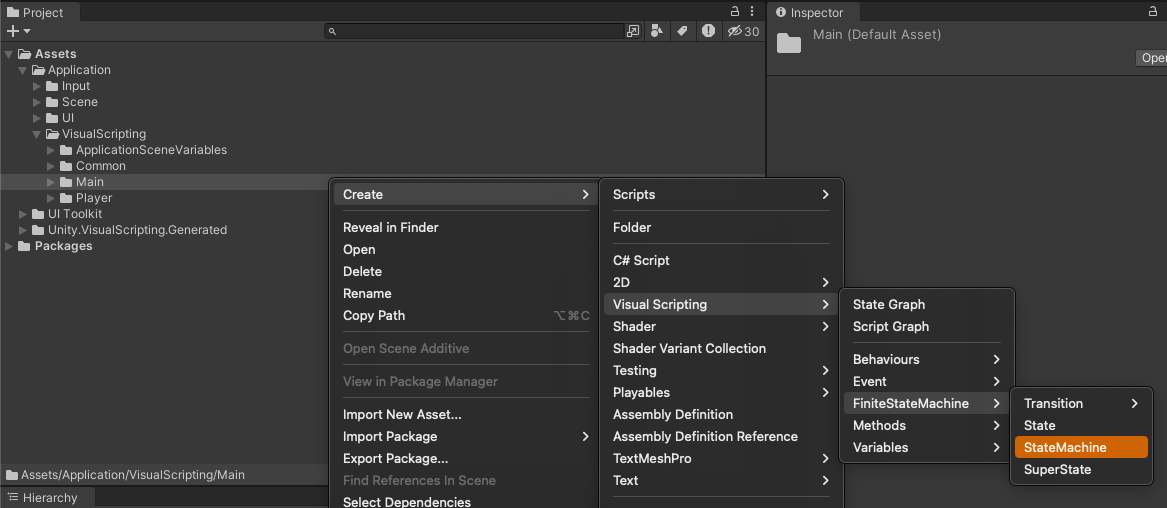 Project
Inspector
30
Main (Default Asset)
Open
Assets
Application
Input
Scene
UI
VisualScripting
ApplicationSceneVariables
Common
Main
Player
UI Toolkit
Unity.VisualScripting.Generated
Packages
Create
Reveal in Finder
Open
Delete
Rename
Copy Path ⌥⌘C
Open Scene Additive
View in Package Manager
Import New Asset...
Import Package
Export Package...
Find References In Scene
Select Dependencies
Scripts
Folder
C# Script
2D
Visual Scripting
Shader
Shader Variant Collection
Testing
Playables
Assembly Definition
Assembly Definition Reference
TextMeshPro
Text
State Graph
Script Graph
Behaviours
Event
FiniteStateMachine
Methods
Variables
Transition
State
StateMachine
SuperState
Assets/Application/VisualScripting/Main
Hierarchy